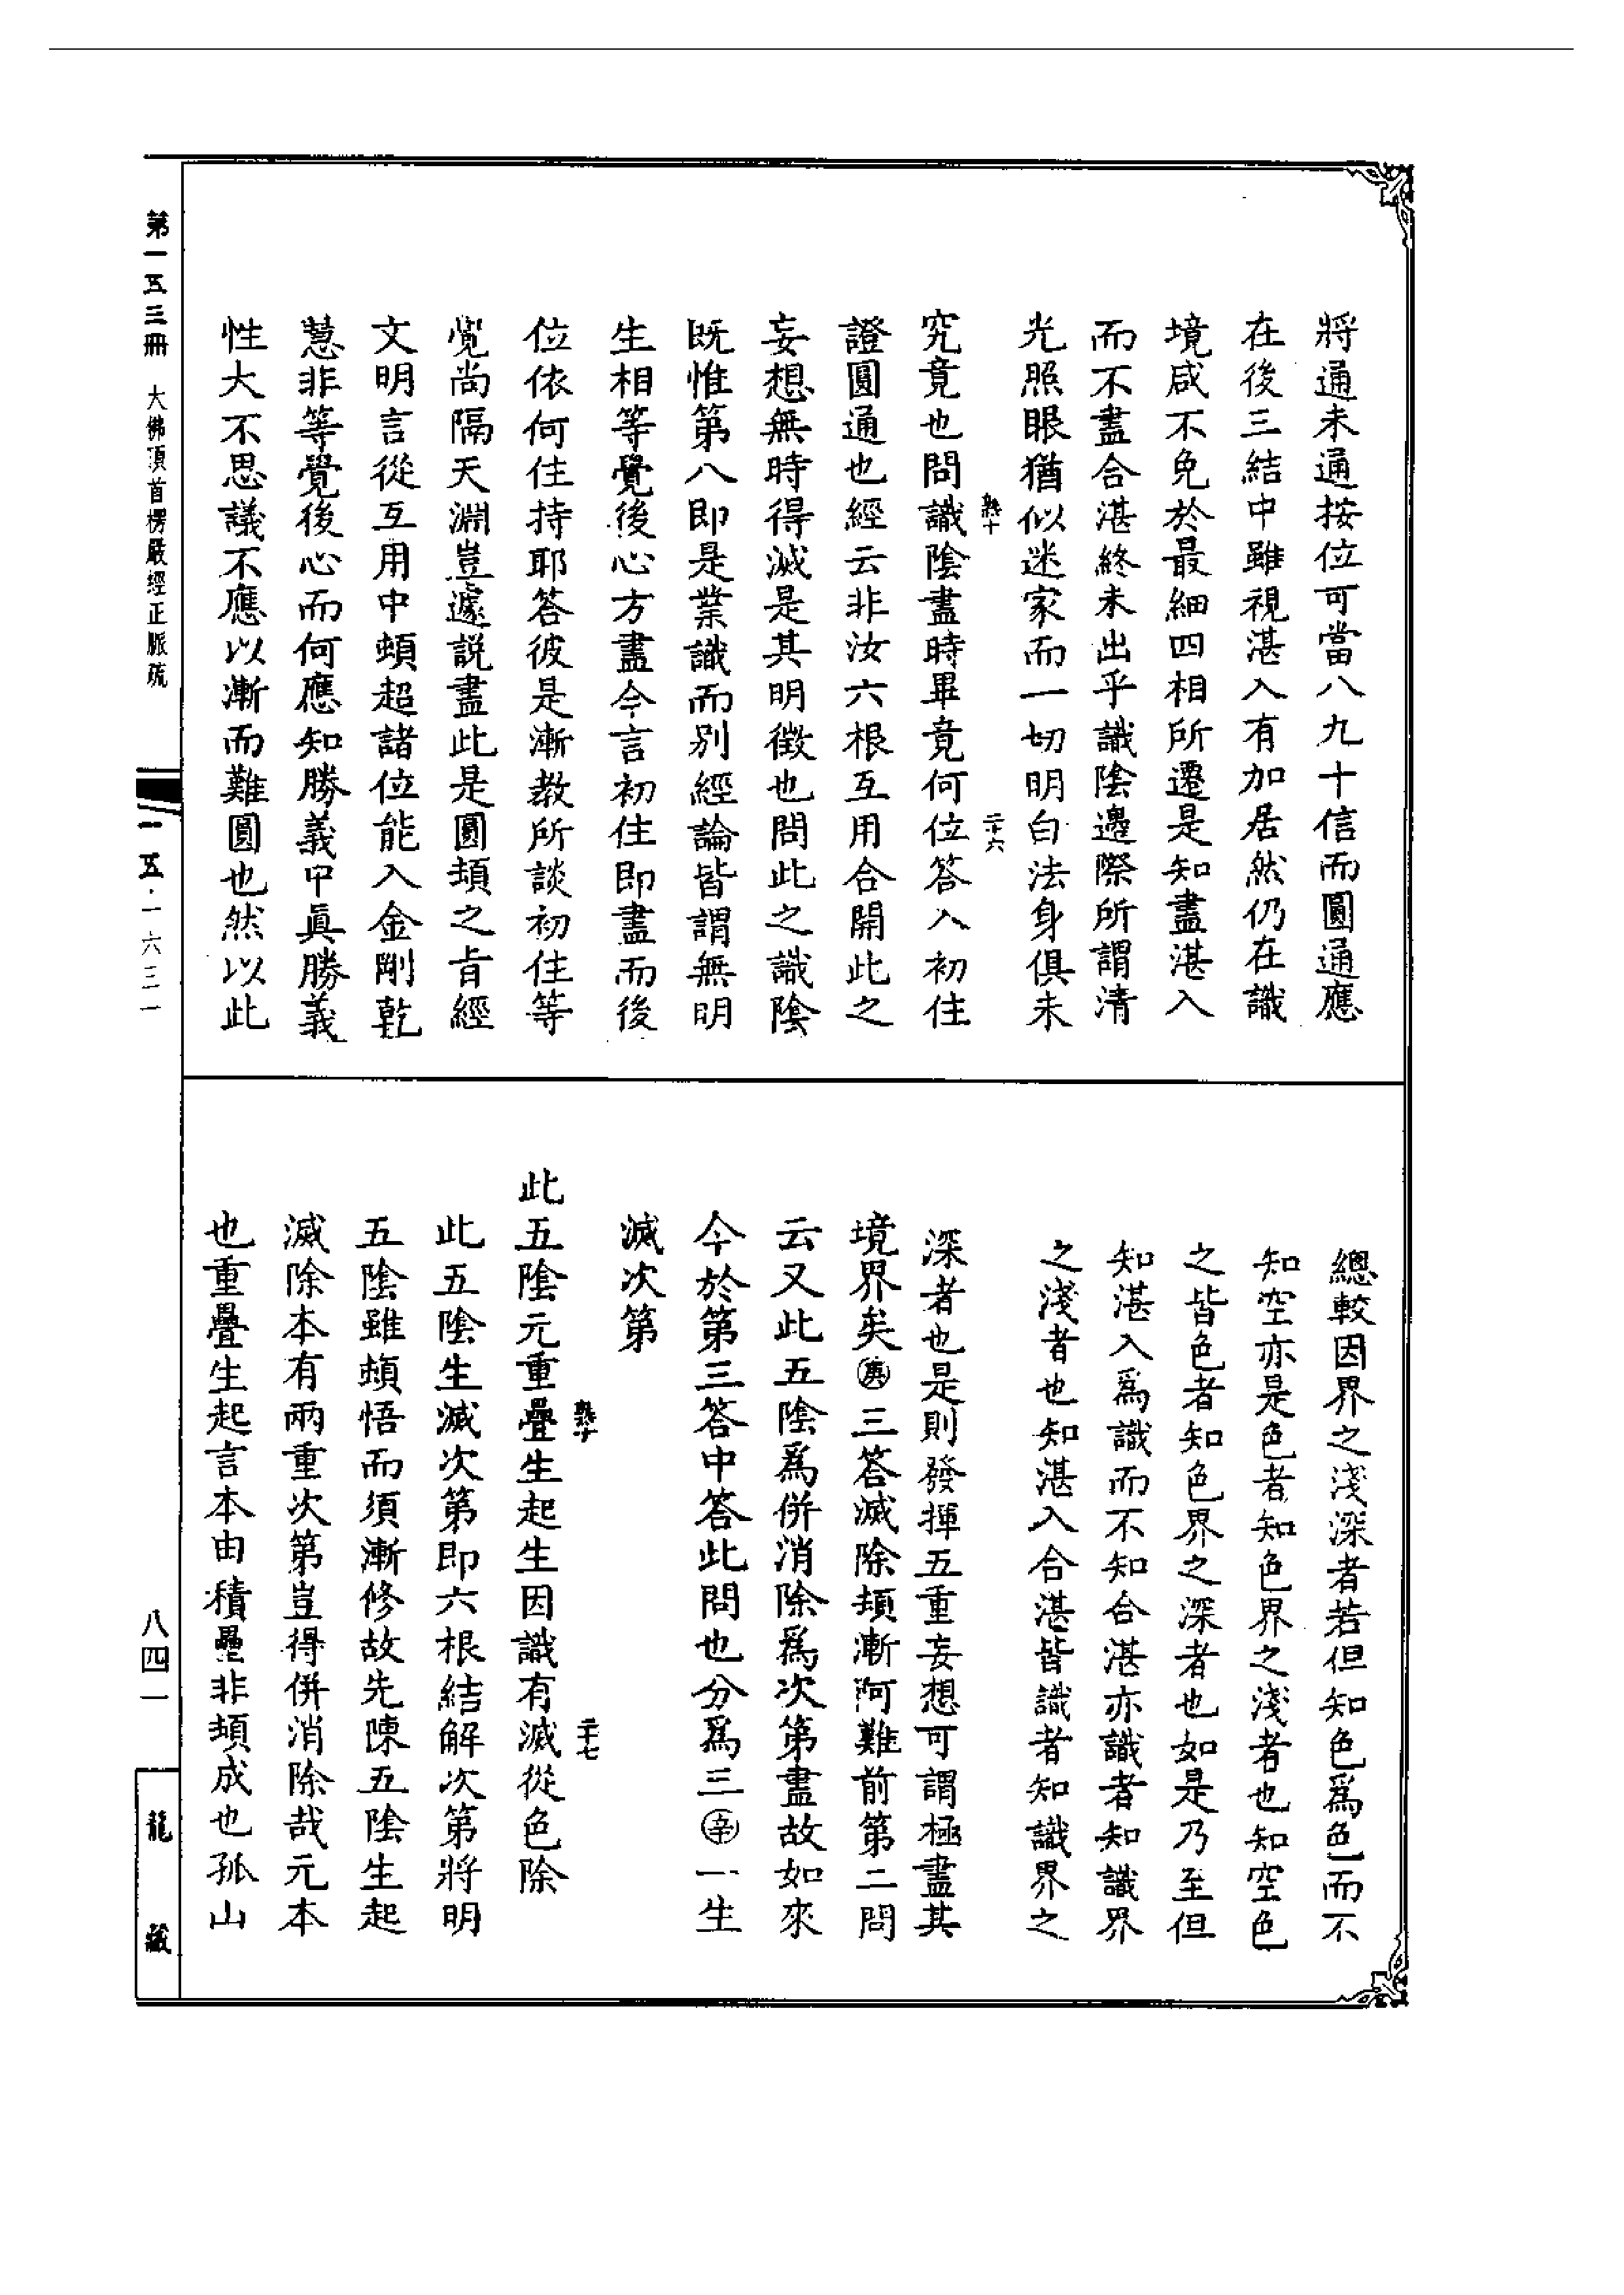 將通未通按位可當八九十信而圓通應
在後三結中雖視湛入有加居然仍在識
境咸不免於最細四相所遷是知盡湛入
而不盡合湛終未出乎識陰邊際所謂清
光照眼猶似迷家而一切明白法身俱未
熱十
二十六
究竟也問識陰盡時畢竟何位答入初住
證圓通也經云非汝六根互用合開此之
妄想無時得滅是其明徵也問此之識陰
既惟第八即是業識而別經論皆謂無明
生相等覺後心方盡今言初住即盡而後
位依何住持耶答彼是漸教所談初住等
覺尚隔天淵豈遽説盡此是圓頓之旨經
文明言從互用中頓超諸位能入金剛乾
慧非等覺後心而何應知勝義中眞勝義
性大不思議不應以漸而難圓也然以此
總較因界之淺深者若但知色爲色而不
知空亦是色者知色界之淺者也知空色
之皆色者知色界之深者也如是乃至但
知湛入爲識而不知合湛亦識者知識界
之淺者也知湛入合湛皆識者知識界之
深者也是則發揮五重妄想可謂極盡其
境界矣㊝三答滅除頓漸阿難前第二問
云又此五陰爲併消除爲次第盡故如來
今於第三答中答此問也分爲三㊛一生
滅次第
熱十
二十七
此五陰元重疊生起生因識有滅從色除
此五陰生滅次第即六根結解次第將明
五陰雖頓悟而須漸修故先陳五陰生起
滅除本有兩重次第豈得併消除哉元本
也重疊生起言本由積壘非頓成也孤山
第一五三冊 大佛頂首楞嚴經正脈疏
一五·一六三一
八四一
龍藏